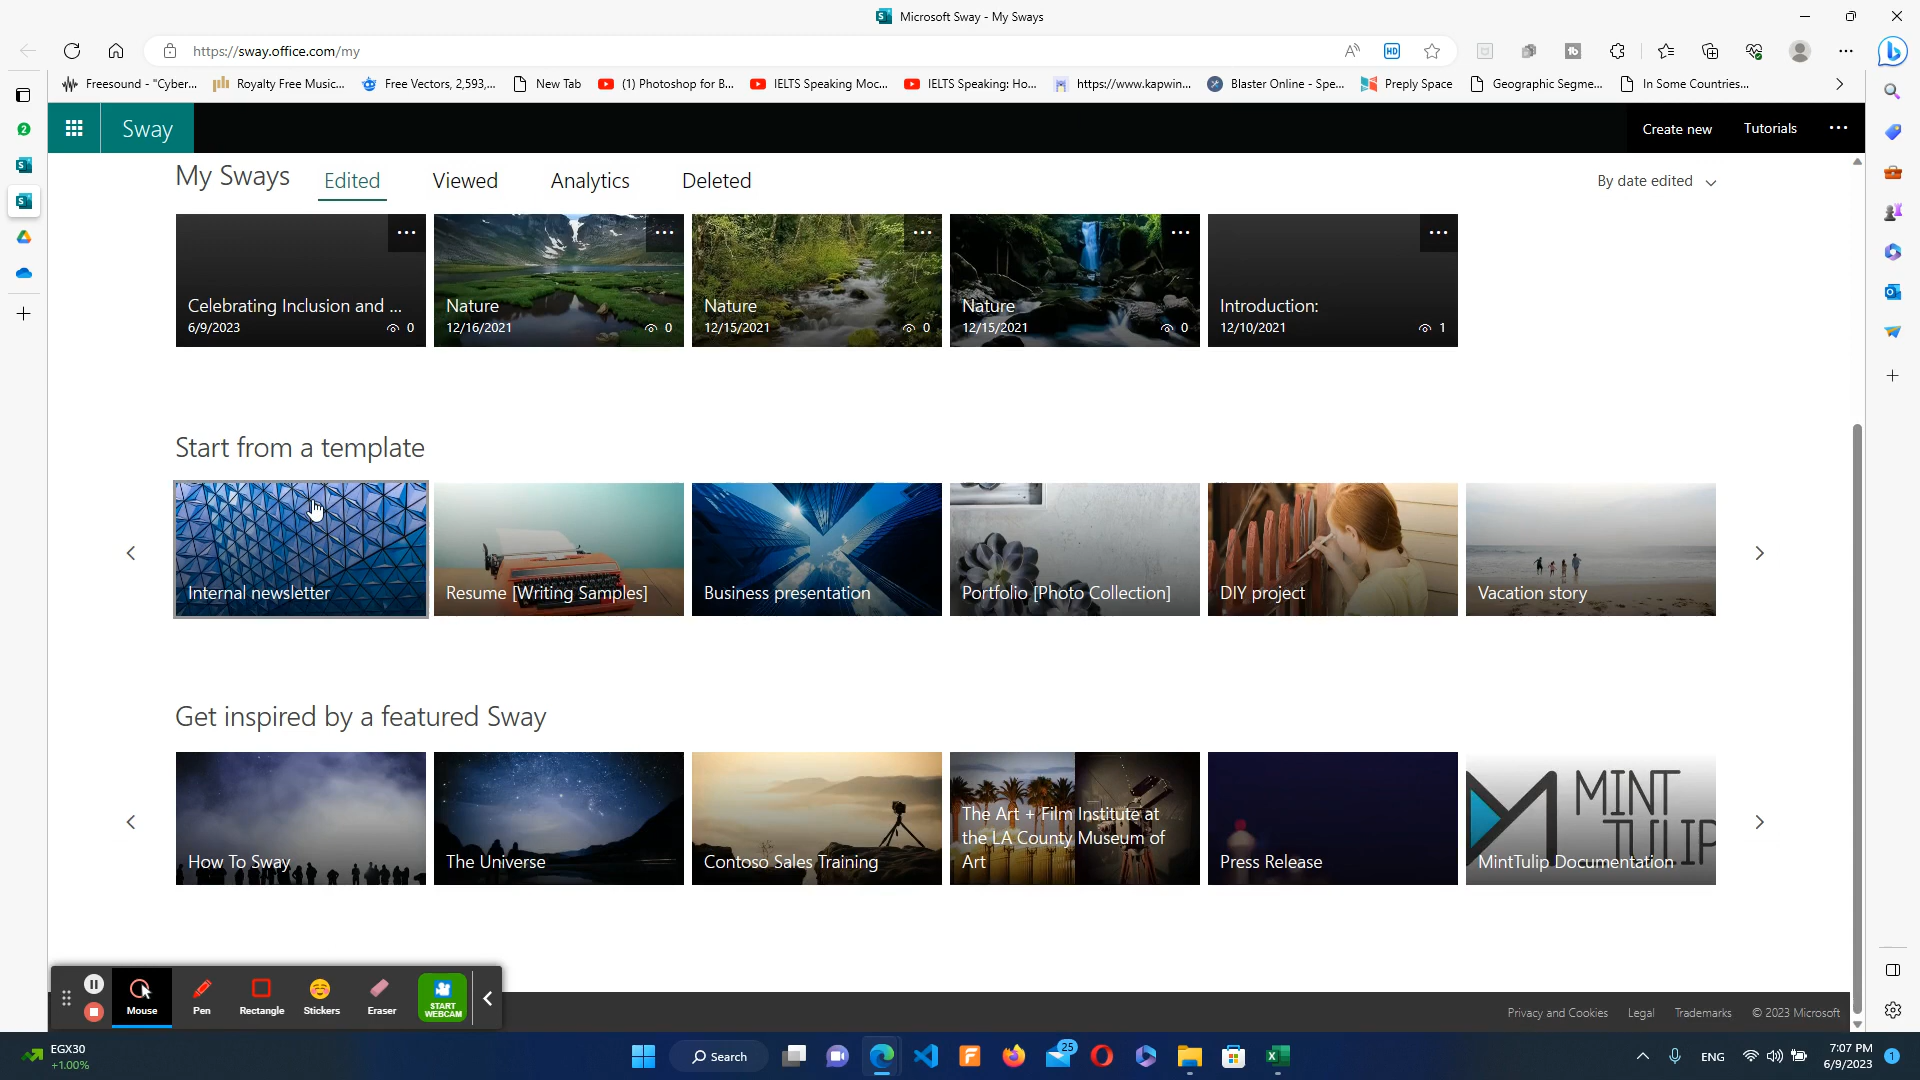 Microsoft Sway - My Sways
https://sway.office.com/my
Freesound - "Cyber...
Royalty Free Music...
Free Vectors, 2,593,...
New Tab
(1) Photoshop for B...
IELTS Speaking Moc...
IELTS Speaking: Ho...
https://www.kapwin...
Blaster Online - Spe...
Preply Space
Geographic Segme...
In Some Countries...
Sway
Create new
Tutorials
My Sways
Edited
Viewed
Analytics
Deleted
By date edited
Celebrating Inclusion and ...
6/9/2023
0
Nature
12/16/2021
0
Nature
12/15/2021
0
Nature
12/15/2021
0
Introduction:
12/10/2021
1
Start from a template
Internal newsletter
Resume [Writing Samples]
Business presentation
Portfolio [Photo Collection]
DIY project
Vacation story
Get inspired by a featured Sway
How To Sway
The Universe
Contoso Sales Training
The Art + Film Institute at
the LA County Museum of
Art
Press Release
MINT
TULIP
MintTulip Documentation
Mouse
Pen
Rectangle
Stickers
Eraser
START
WEBCAM
Privacy and Cookies
Legal
Trademarks
© 2023 Microsoft
EGX30
+1.00%
Search
25
ENG
7:07 PM
6/9/2023
1